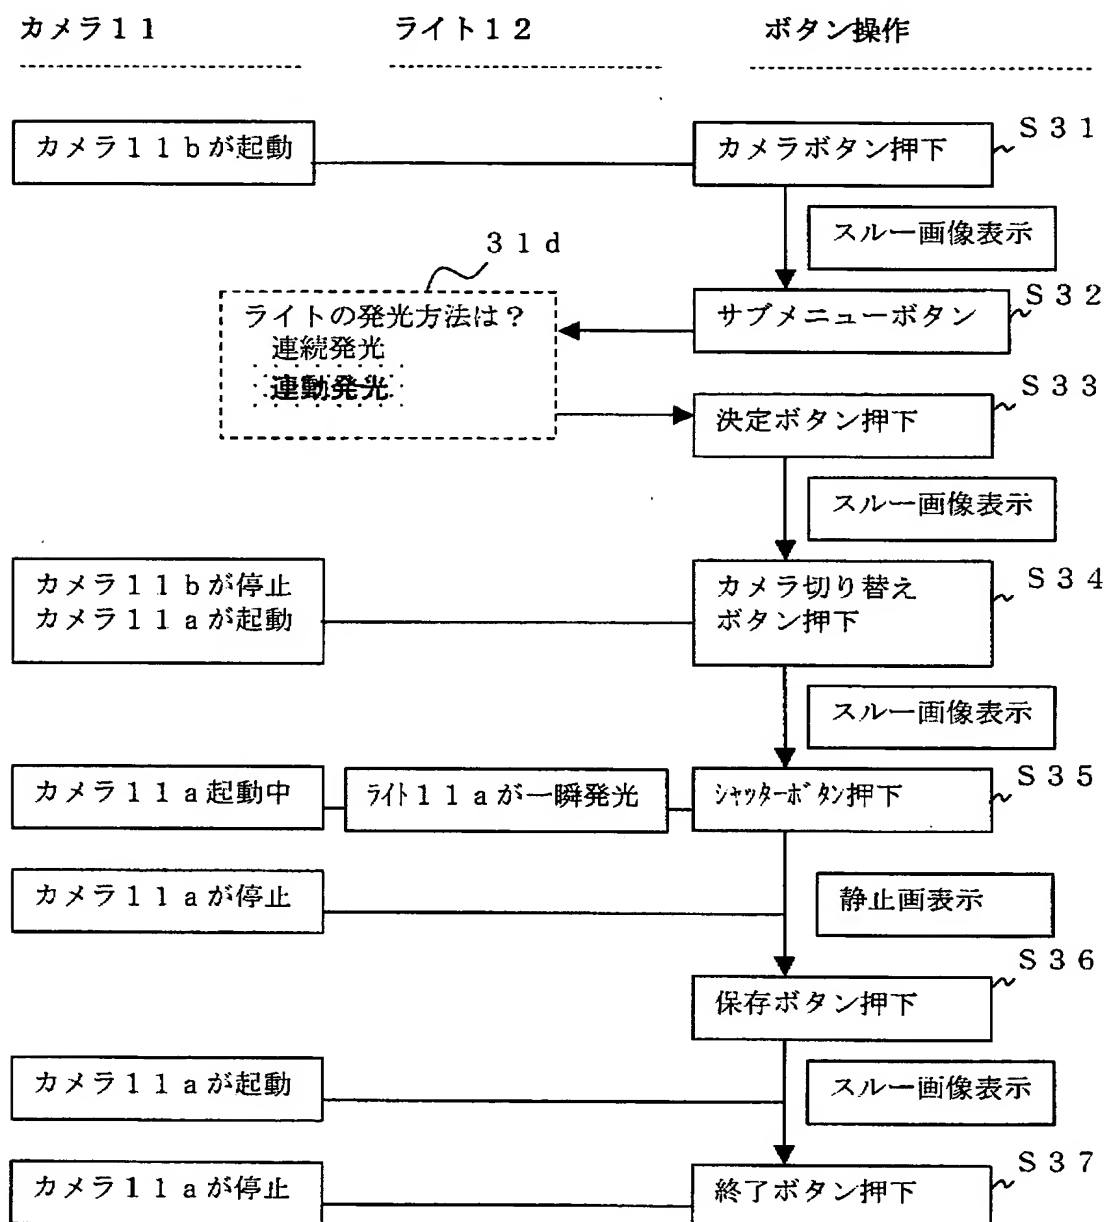 カメラ１１
ライト１２
ボタン操作
カメラ１１ｂが起動
カメラボタン押下
Ｓ３１
スルー画像表示
３１ｄ
ライトの発光方法は？
連続発光
連動発光
サブメニューボタン
Ｓ３２
決定ボタン押下
Ｓ３３
スルー画像表示
カメラ１１ｂが停止
カメラ１１ａが起動
カメラ切り替え
ボタン押下
Ｓ３４
スルー画像表示
カメラ１１ａ起動中
ﾗｲﾄ１１ａが一瞬発光
ｼｬｯﾀｰﾎﾞﾀﾝ押下
Ｓ３５
カメラ１１ａが停止
静止画表示
保存ボタン押下
Ｓ３６
カメラ１１ａが起動
スルー画像表示
カメラ１１ａが停止
終了ボタン押下
Ｓ３７